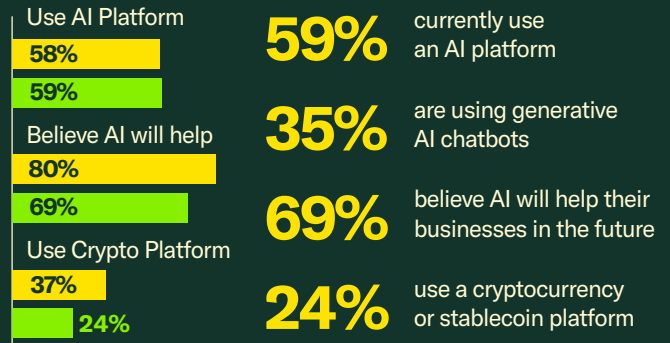 Use AI Platform
58%
59%
Believe AI will help
80%
69%
Use Crypto Platform
37%
24%
59%
currently use
an AI platform
35%
are using generative
AI chatbots
69%
believe AI will help their
businesses in the future
24%
use a cryptocurrency
or stablecoin platform